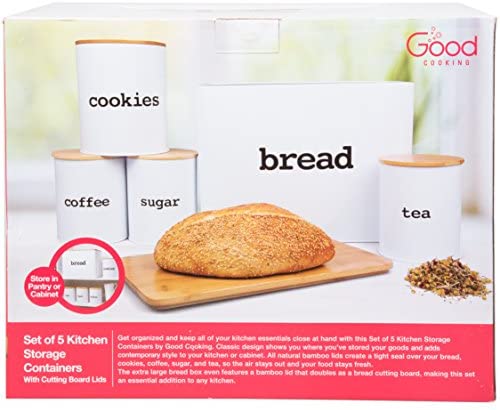 Good
COOKING
cookies
bread
coffee
sugar
tea
Store in
Pantry or
Cabinet
bread
Set of 5 Kitchen
Storage
Containers
With Cutting Board Lids
Get organized and keep all of your kitchen essentials close at hand with this Set of 5 Kitchen Storage
Containers by Good Cooking. Classic design shows you where you've stored your goods and adds
contemporary style to your kitchen or cabinet. All natural bamboo lids create a tight seal over your bread,
cookies, coffee, sugar, and tea, so the air stays out and your food stays fresh.
The extra large bread box even features a bamboo lid that doubles as a bread cutting board, making this set
an essential addition to any kitchen.